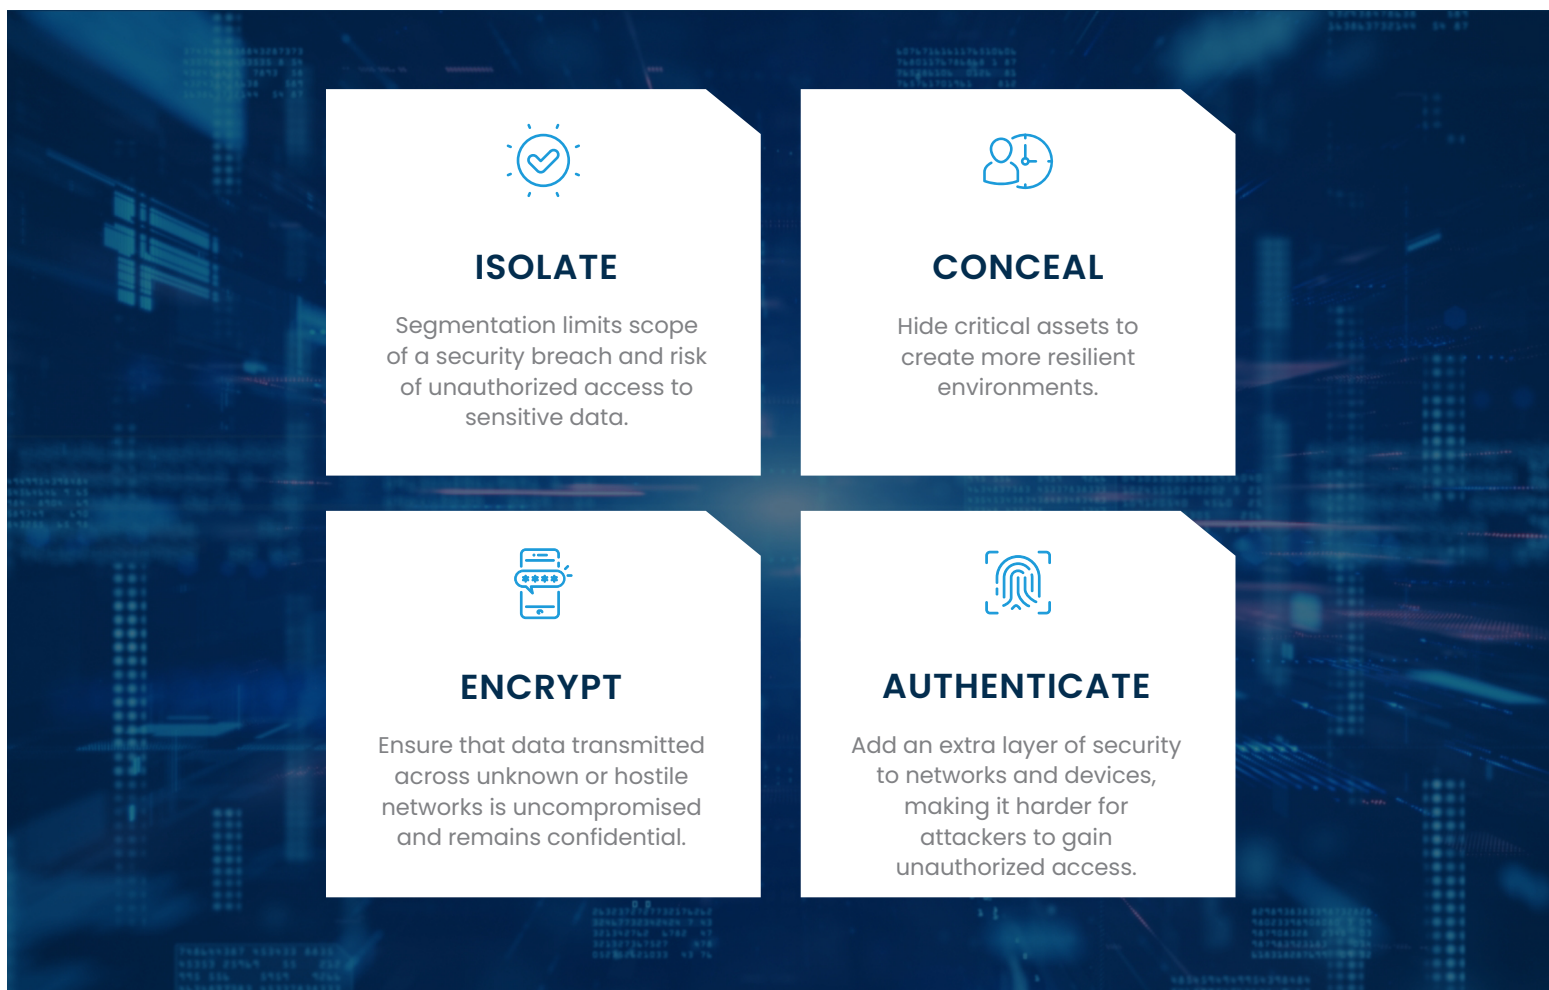 ISOLATE
Segmentation limits scope
of a security breach and risk
of unauthorized access to
sensitive data.
CONCEAL
Hide critical assets to
create more resilient
environments.
****
ENCRYPT
Ensure that data transmitted
across unknown or hostile
networks is uncompromised
and remains confidential.
AUTHENTICATE
Add an extra layer of security
to networks and devices,
making it harder for
attackers to gain
unauthorized access.